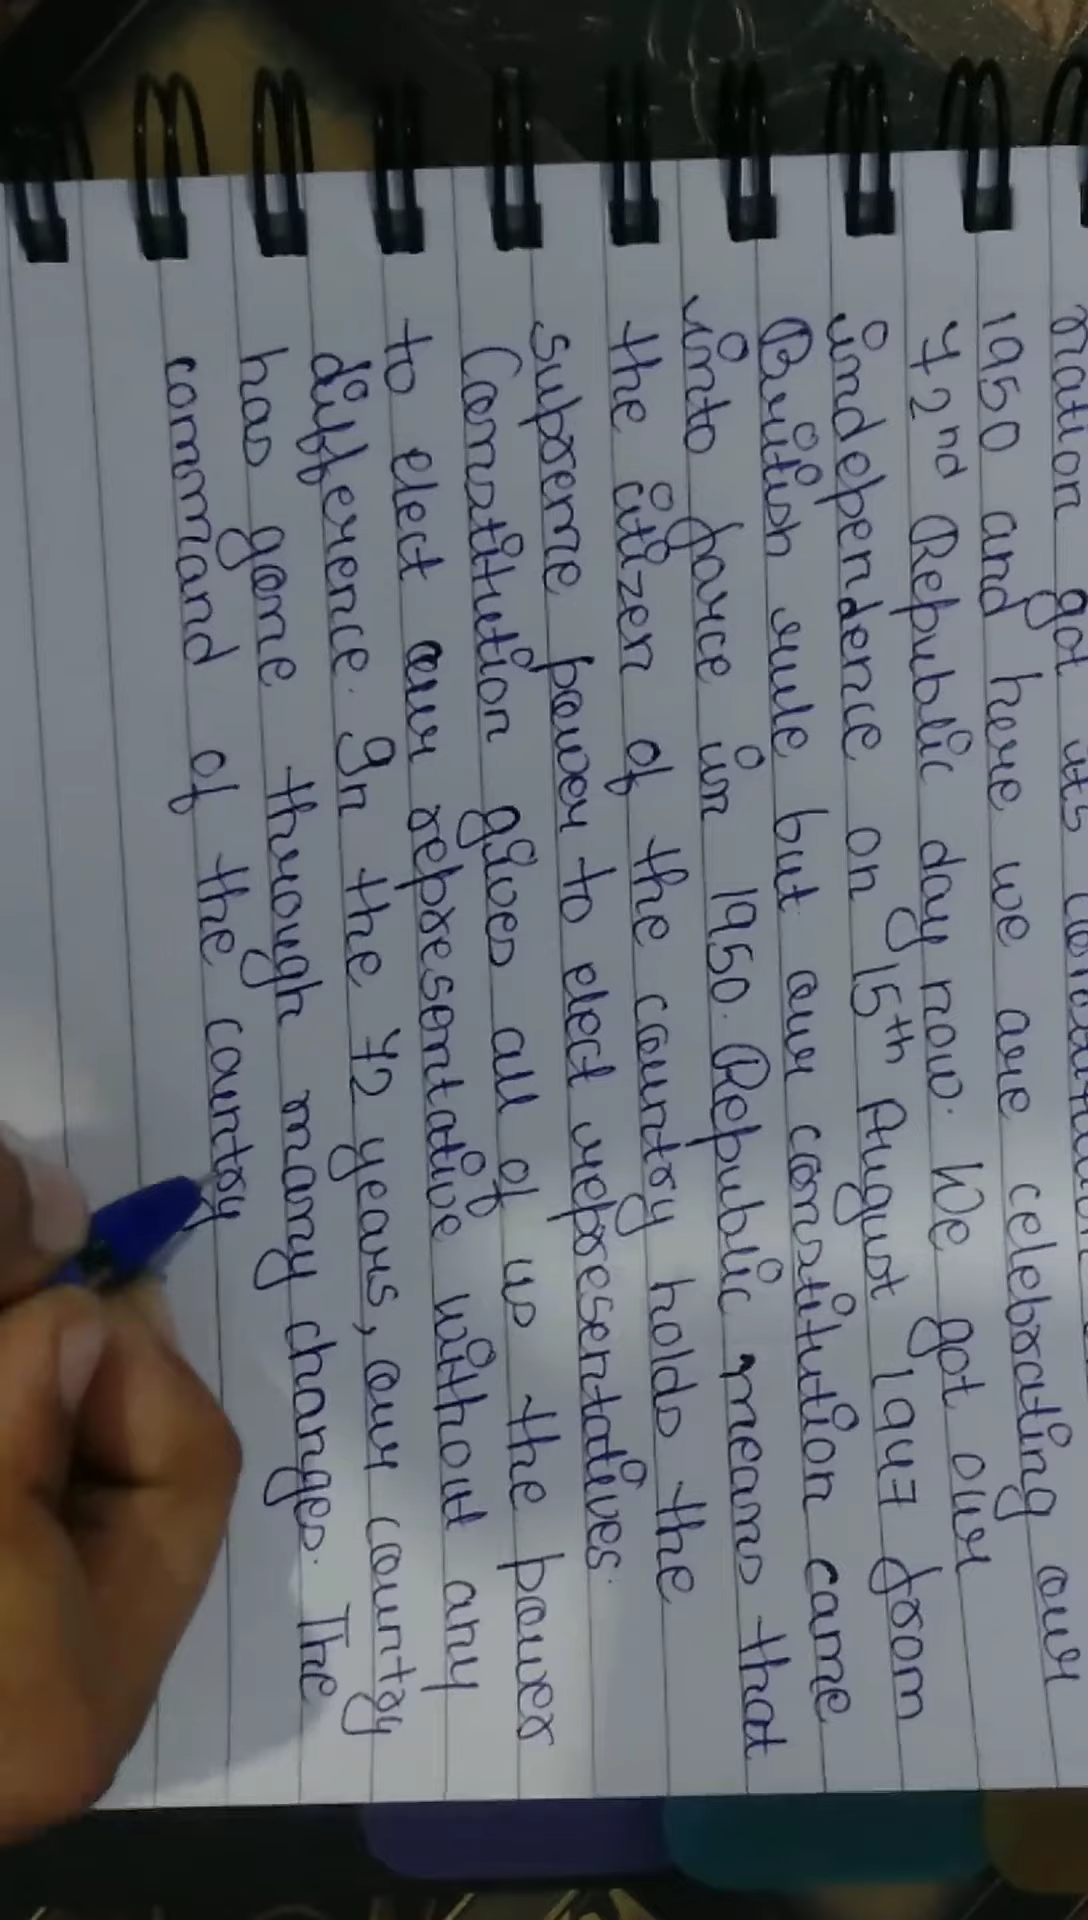 nation got its constitution
1950 and here we are celebrating our
72nd Republic day now. We got our
independence on 15th August 1947 from
British rule but our constitution came
into force in 1950. Republic means that
the citizen of the country holds the
supreme power to elect representatives.
Constitution gives all of us the power
to elect our representative without any
difference. In the 72 years, our country
has gone through many changes. The
command of the country